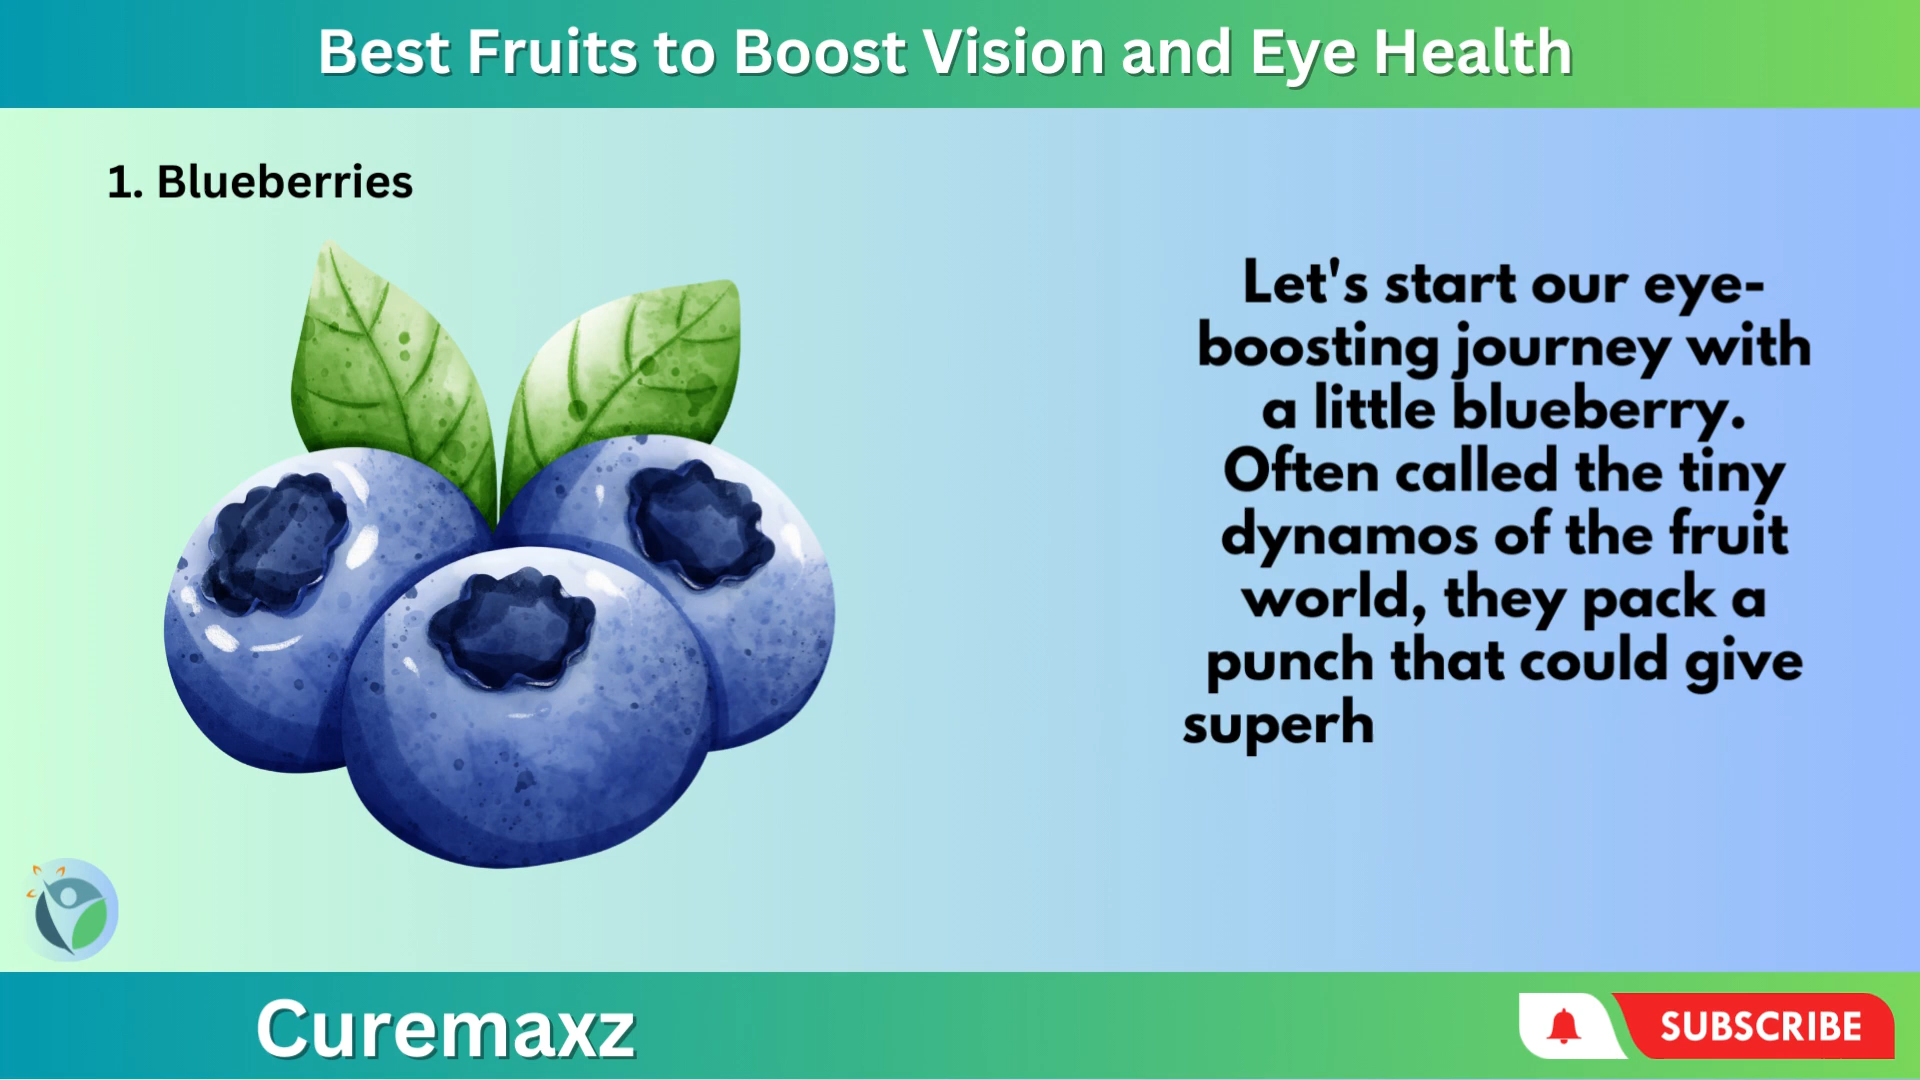 Best Fruits to Boost Vision and Eye Health
1. Blueberries
Let's start our eye-
boosting journey with
a little blueberry.
Often called the tiny
dynamos of the fruit
world, they pack a
punch that could give
superh
Curemaxz
SUBSCRIBE